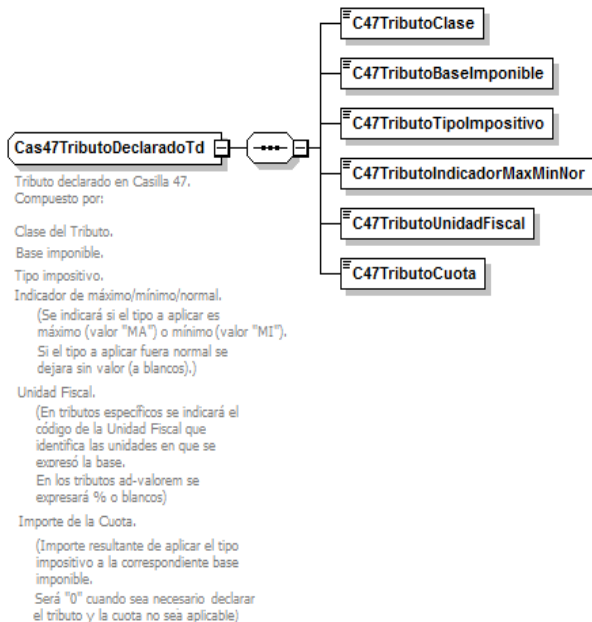 C47TributoClase
C47TributoBaseImponible
C47TributoTipoImpositivo
C47TributoIndicadorMaxMinNor
C47TributoUnidadFiscal
C47TributoCuota
Cas47TributoDeclaradoTd
Tributo declarado en Casilla 47.
Compuesto por:
Clase del Tributo.
Base imponible.
Tipo impositivo.
Indicador de máximo/mínimo/normal.
(Se indicará si el tipo a aplicar es
máximo (valor "MA") o mínimo (valor "MI").
Si el tipo a aplicar fuera normal se
dejara sin valor (a blancos).)
Unidad Fiscal.
(En tributos específicos se indicará el
código de la Unidad Fiscal que
identifica las unidades en que se
expresó la base.
En los tributos ad-valorem se
expresará % o blancos)
Importe de la Cuota.
(Importe resultante de aplicar el tipo
impositivo a la correspondiente base
imponible.
Será "0" cuando sea necesario declarar
el tributo y la cuota no sea aplicable)